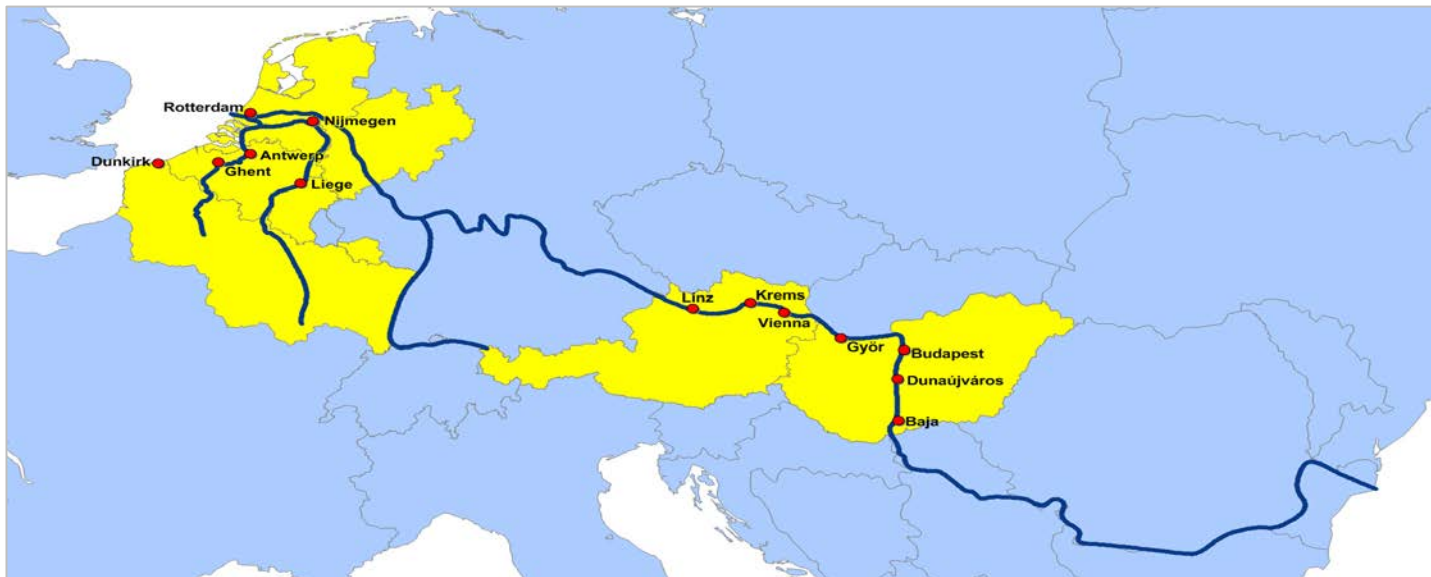 Rotterdam
Nijmegen
Dunkirk
Antwerp
Ghent
Liege
Linz
Krems
Vienna
Györ
Budapest
Dunaújváros
Baja